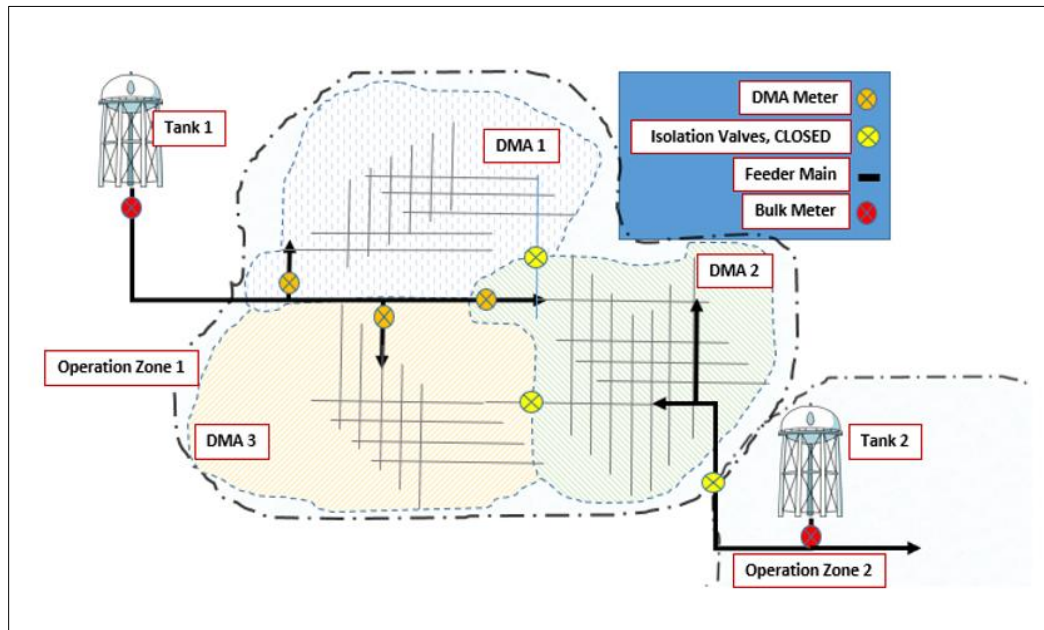 Tank 1
DMA 1
DMA Meter
Isolation Valves, CLOSED
Feeder Main
Bulk Meter
DMA 2
Operation Zone 1
DMA 3
Tank 2
Operation Zone 2